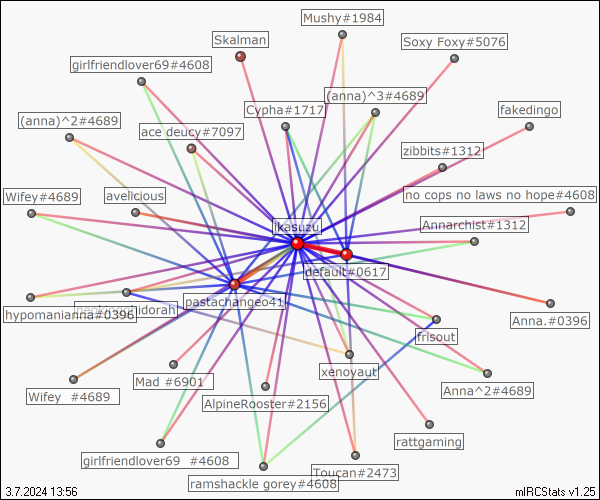 Mushy#1984
Skalman
Soxy Foxy#5076
girlfriendlover69#4608
(anna)^3#4689
Cypha#1717
fakedingo
(anna)^2#4689
ace deucy#7097
zibbits#1312
Wifey#4689
avelicious
no cops no laws no hope#4608
ikasuzu
Annarchist#1312
default#0617
pastachangeo41
hypomanianna#0396
Anna.#0396
frisout
xenoyaut
Mad #6901
Anna^2#4689
Wifey #4689
AlpineRooster#2156
rattgaming
girlfriendlover69 #4608
Toucan#2473
ramshackle gorey#4608
3.7.2024 13:56
mIRCStats v1.25